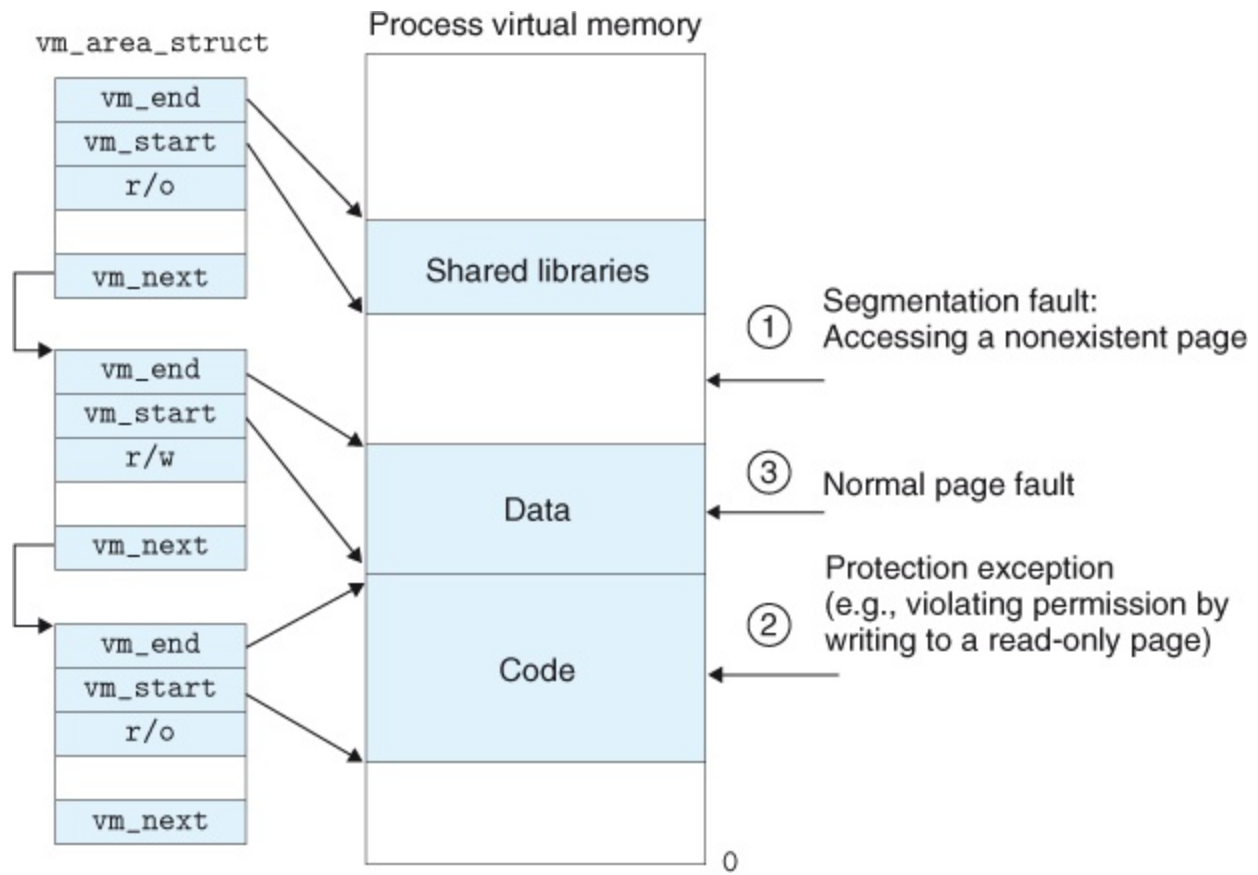 Process virtual memory
vm_area_struct
vm_end
vm_start
r/o
vm_next
vm_end
vm_start
r/w
vm_next
vm_end
vm_start
r/o
vm_next
Shared libraries
Data
Code
0
1
Segmentation fault:
Accessing a nonexistent page
3
Normal page fault
2
Protection exception
(e.g., violating permission by
writing to a read-only page)